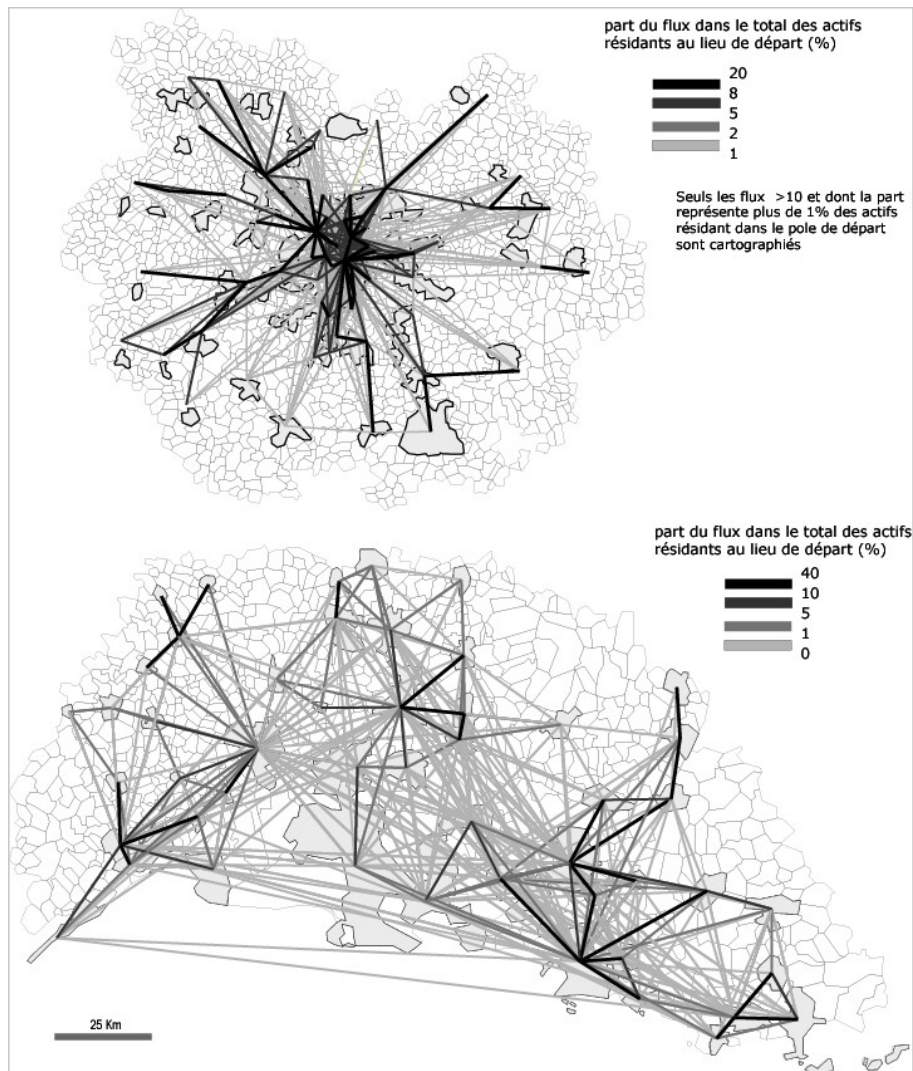 part du flux dans le total des actifs
résidants au lieu de départ (%)
20
8
5
2
1
Seuls les flux >10 et dont la part
représente plus de 1% des actifs
résidant dans le pole de départ
sont cartographiés
part du flux dans le total des actifs
résidants au lieu de départ (%)
40
10
5
1
0
25 Km